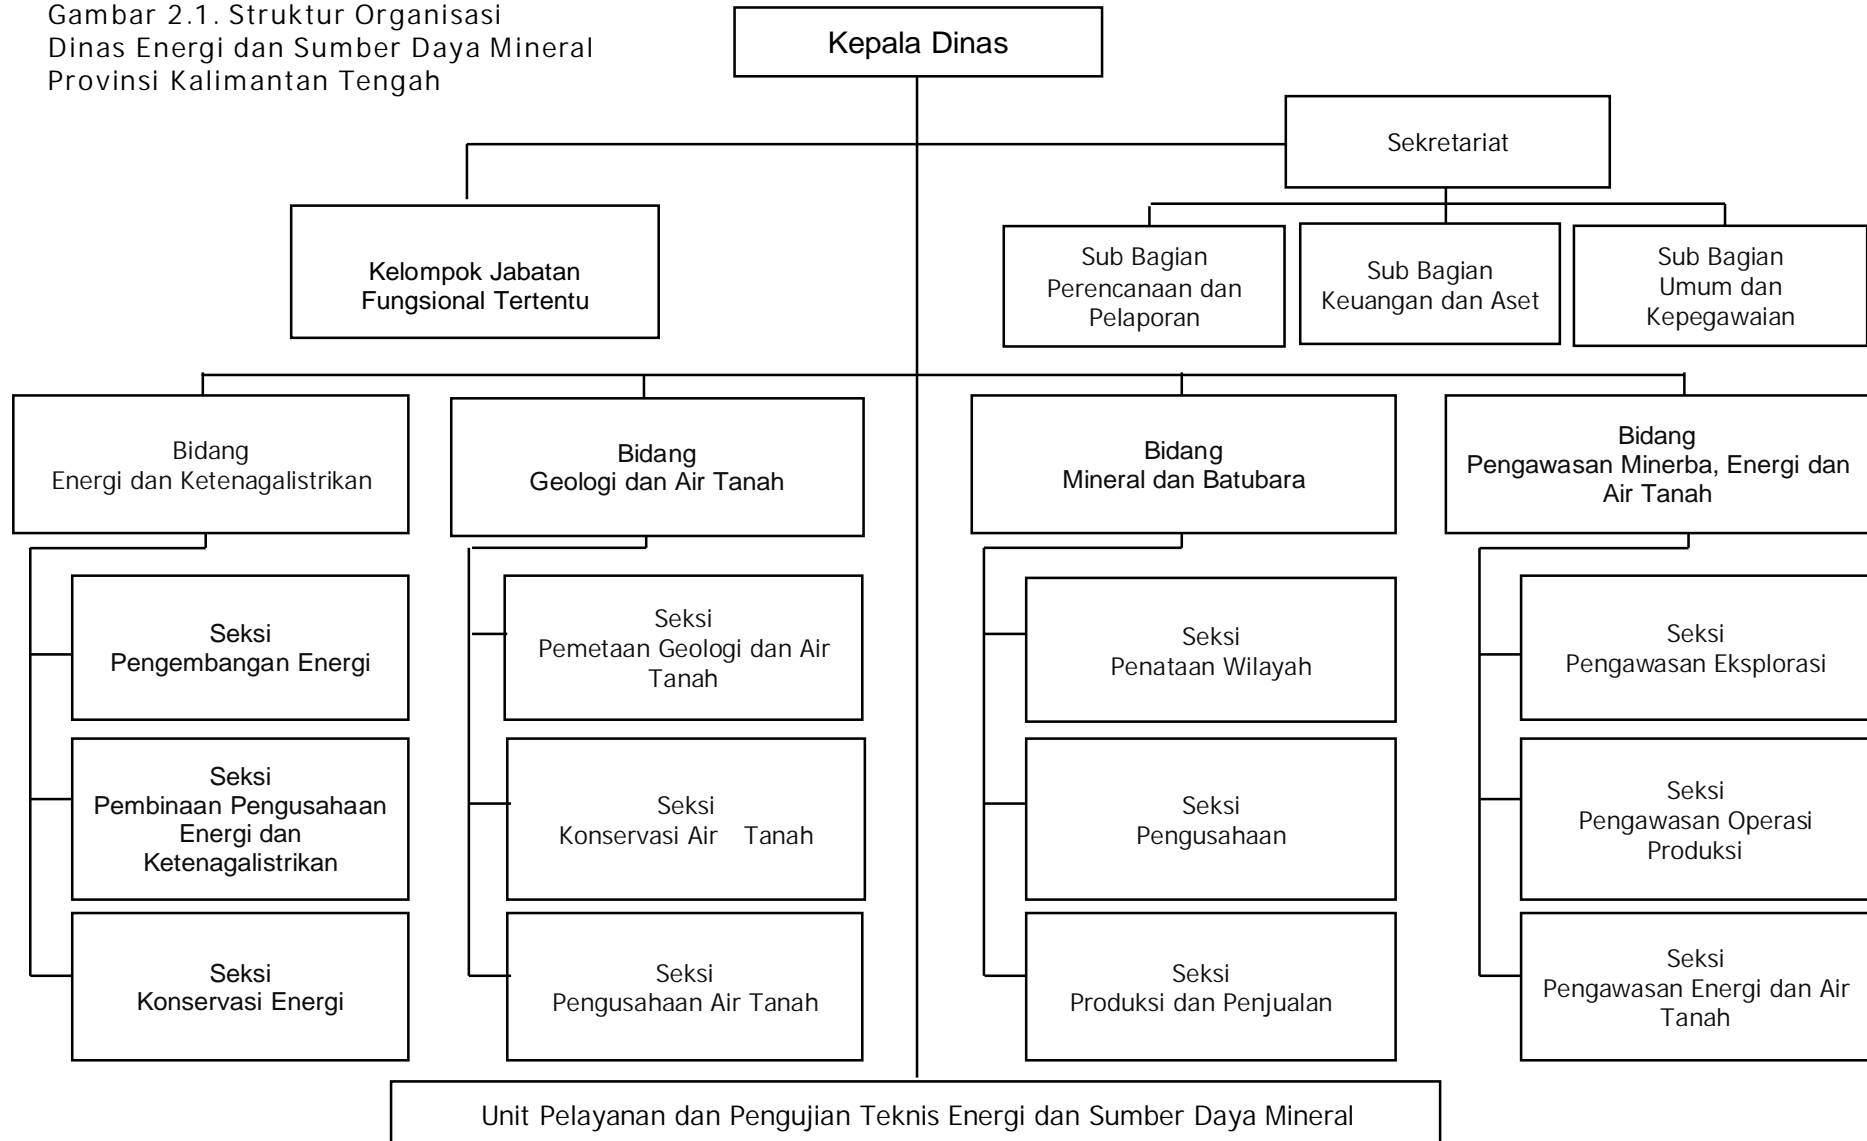 Gambar 2.1. Struktur Organisasi
Dinas Energi dan Sumber Daya Mineral
Provinsi Kalimantan Tengah
Kepala Dinas
Sekretariat
Kelompok Jabatan
Fungsional Tertentu
Sub Bagian
Perencanaan dan
Pelaporan
Sub Bagian
Keuangan dan Aset
Sub Bagian
Umum dan
Kepegawaian
Bidang
Energi dan Ketenagalistrikan
Bidang
Geologi dan Air Tanah
Bidang
Mineral dan Batubara
Bidang
Pengawasan Minerba, Energi dan
Air Tanah
Seksi
Pengembangan Energi
Seksi
Pemetaan Geologi dan Air
Tanah
Seksi
Penataan Wilayah
Seksi
Pengawasan Eksplorasi
Seksi
Pembinaan Pengusahaan
Energi dan
Ketenagalistrikan
Seksi
Konservasi Air Tanah
Seksi
Pengusahaan
Seksi
Pengawasan Operasi
Produksi
Seksi
Konservasi Energi
Seksi
Pengusahaan Air Tanah
Seksi
Produksi dan Penjualan
Seksi
Pengawasan Energi dan Air
Tanah
Unit Pelayanan dan Pengujian Teknis Energi dan Sumber Daya Mineral